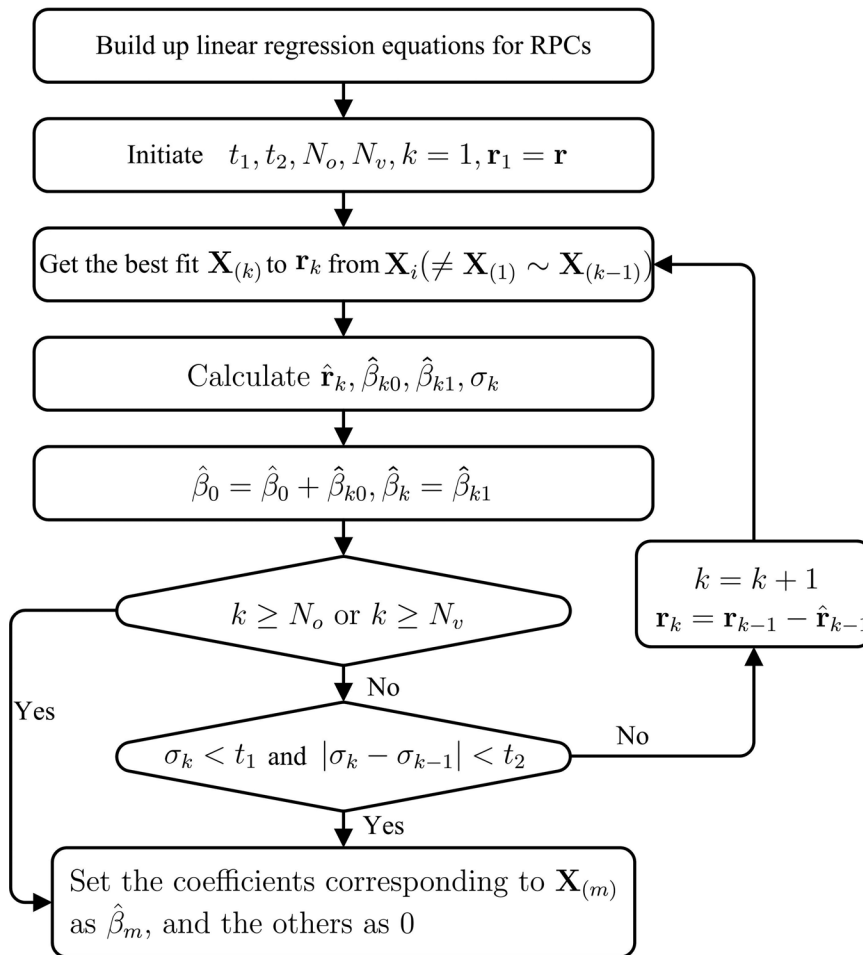 Build up linear regression equations for RPCs
Initiate t₁, t₂, Nₒ, Nᵥ, k = 1, 𝐫₁ = 𝐫
Get the best fit 𝐗₍ₖ₎ to 𝐫ₖ from 𝐗ᵢ(≠ 𝐗₍₁₎ ∼ 𝐗₍ₖ₋₁₎)
Calculate 𝐫̂ₖ, β̂ₖ₀, β̂ₖ₁, σₖ
β̂₀ = β̂₀ + β̂ₖ₀, β̂ₖ = β̂ₖ₁
k ≥ Nₒ or k ≥ Nᵥ
Yes
No
σₖ < t₁ and |σₖ − σₖ₋₁| < t₂
No
k = k + 1
𝐫ₖ = 𝐫ₖ₋₁ − 𝐫̂ₖ₋₁
Yes
Set the coefficients corresponding to 𝐗₍ₘ₎
as β̂ₘ, and the others as 0